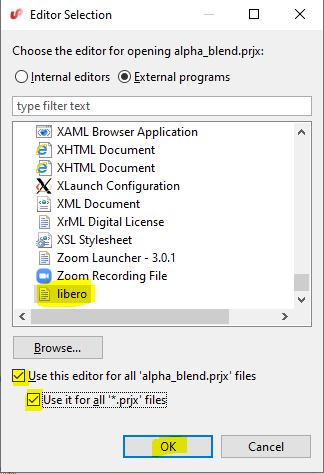 Editor Selection
Choose the editor for opening alpha_blend.prjx:
Internal editors External programs
type filter text
XAML Browser Application
XHTML Document
XHTML Document
XLaunch Configuration
XML Document
XrML Digital License
XSL Stylesheet
Zoom Launcher - 3.0.1
Zoom Recording File
libero
Browse...
Use this editor for all 'alpha_blend.prjx' files
Use it for all '*.prjx' files
OK Cancel